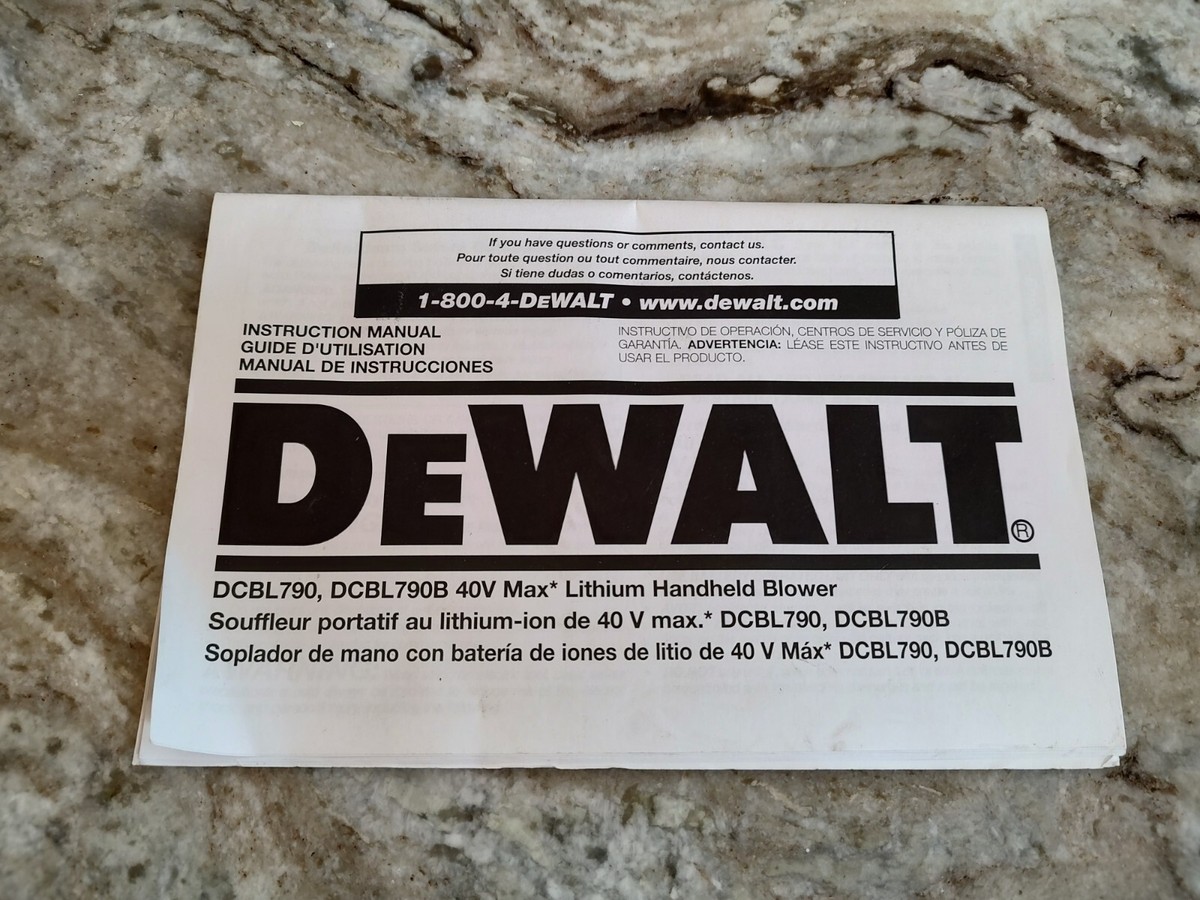 If you have questions or comments, contact us.
Pour toute question ou tout commentaire, nous contacter.
Si tiene dudas o comentarios, contáctenos.
1-800-4-DEWALT • www.dewalt.com
INSTRUCTION MANUAL
GUIDE D'UTILISATION
MANUAL DE INSTRUCCIONES
INSTRUCTIVO DE OPERACIÓN, CENTROS DE SERVICIO Y PÓLIZA DE
GARANTÍA. ADVERTENCIA: LÉASE ESTE INSTRUCTIVO ANTES DE
USAR EL PRODUCTO.
DEWALT®
DCBL790, DCBL790B 40V Max* Lithium Handheld Blower
Souffleur portatif au lithium-ion de 40 V max.* DCBL790, DCBL790B
Soplador de mano con batería de iones de litio de 40 V Máx* DCBL790, DCBL790B